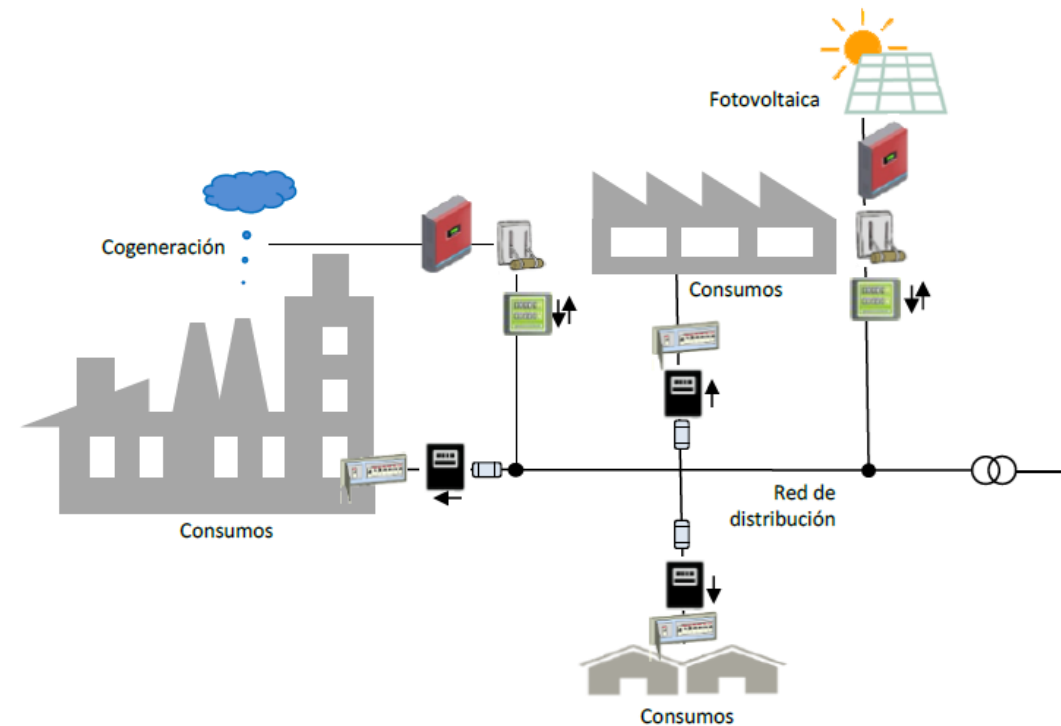 Fotovoltaica
Cogeneración
Consumos
Red de
distribución
Consumos
Consumos